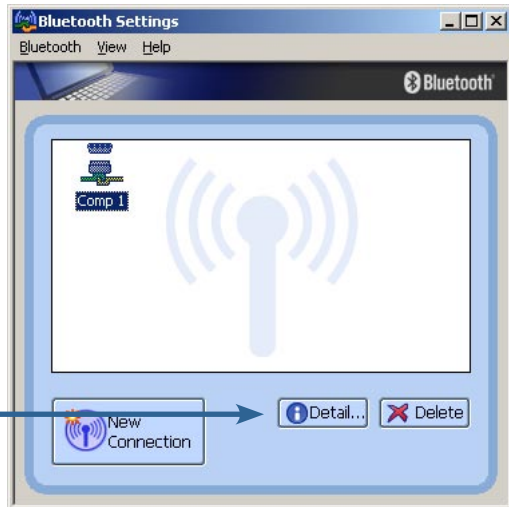 Bluetooth Settings
Bluetooth View Help
Bluetooth
Comp 1
New
Connection
Detail...
Delete